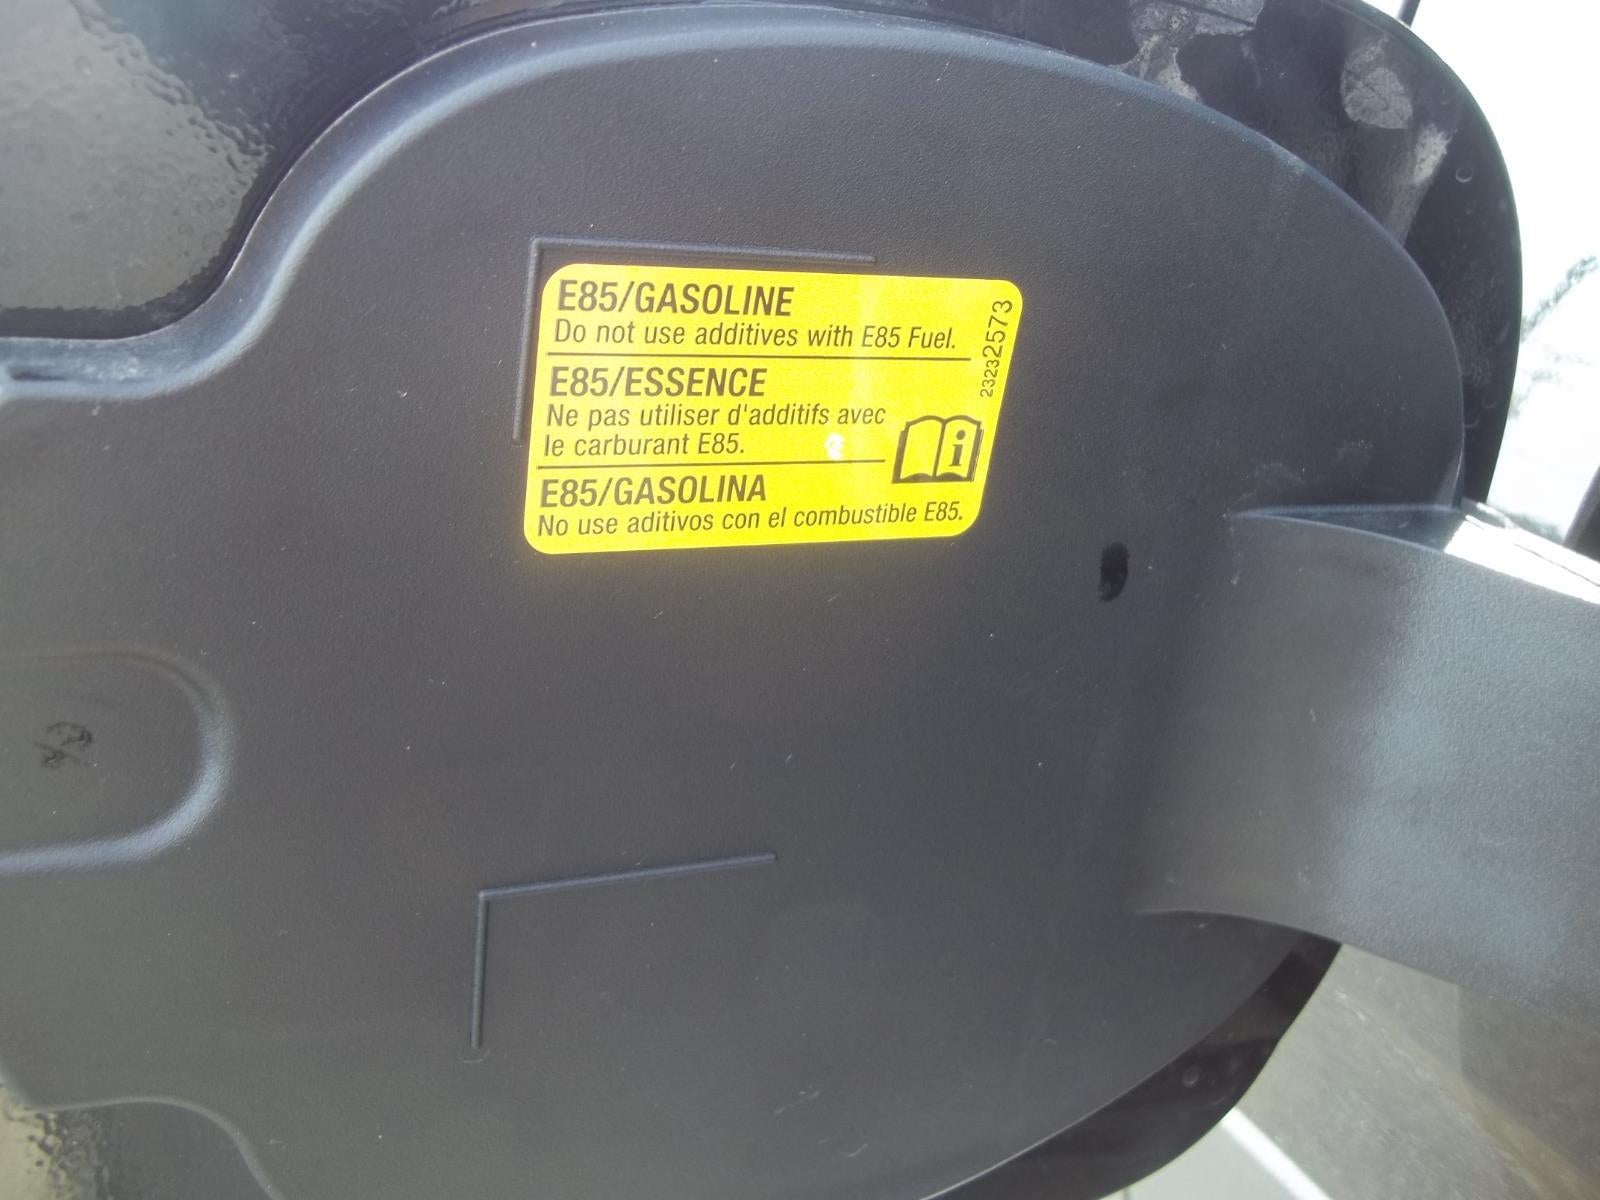 E85/GASOLINE
Do not use additives with E85 Fuel.
E85/ESSENCE
Ne pas utiliser d'additifs avec
le carburant E85.
E85/GASOLINA
No use aditivos con el combustible E85.
23232573
i